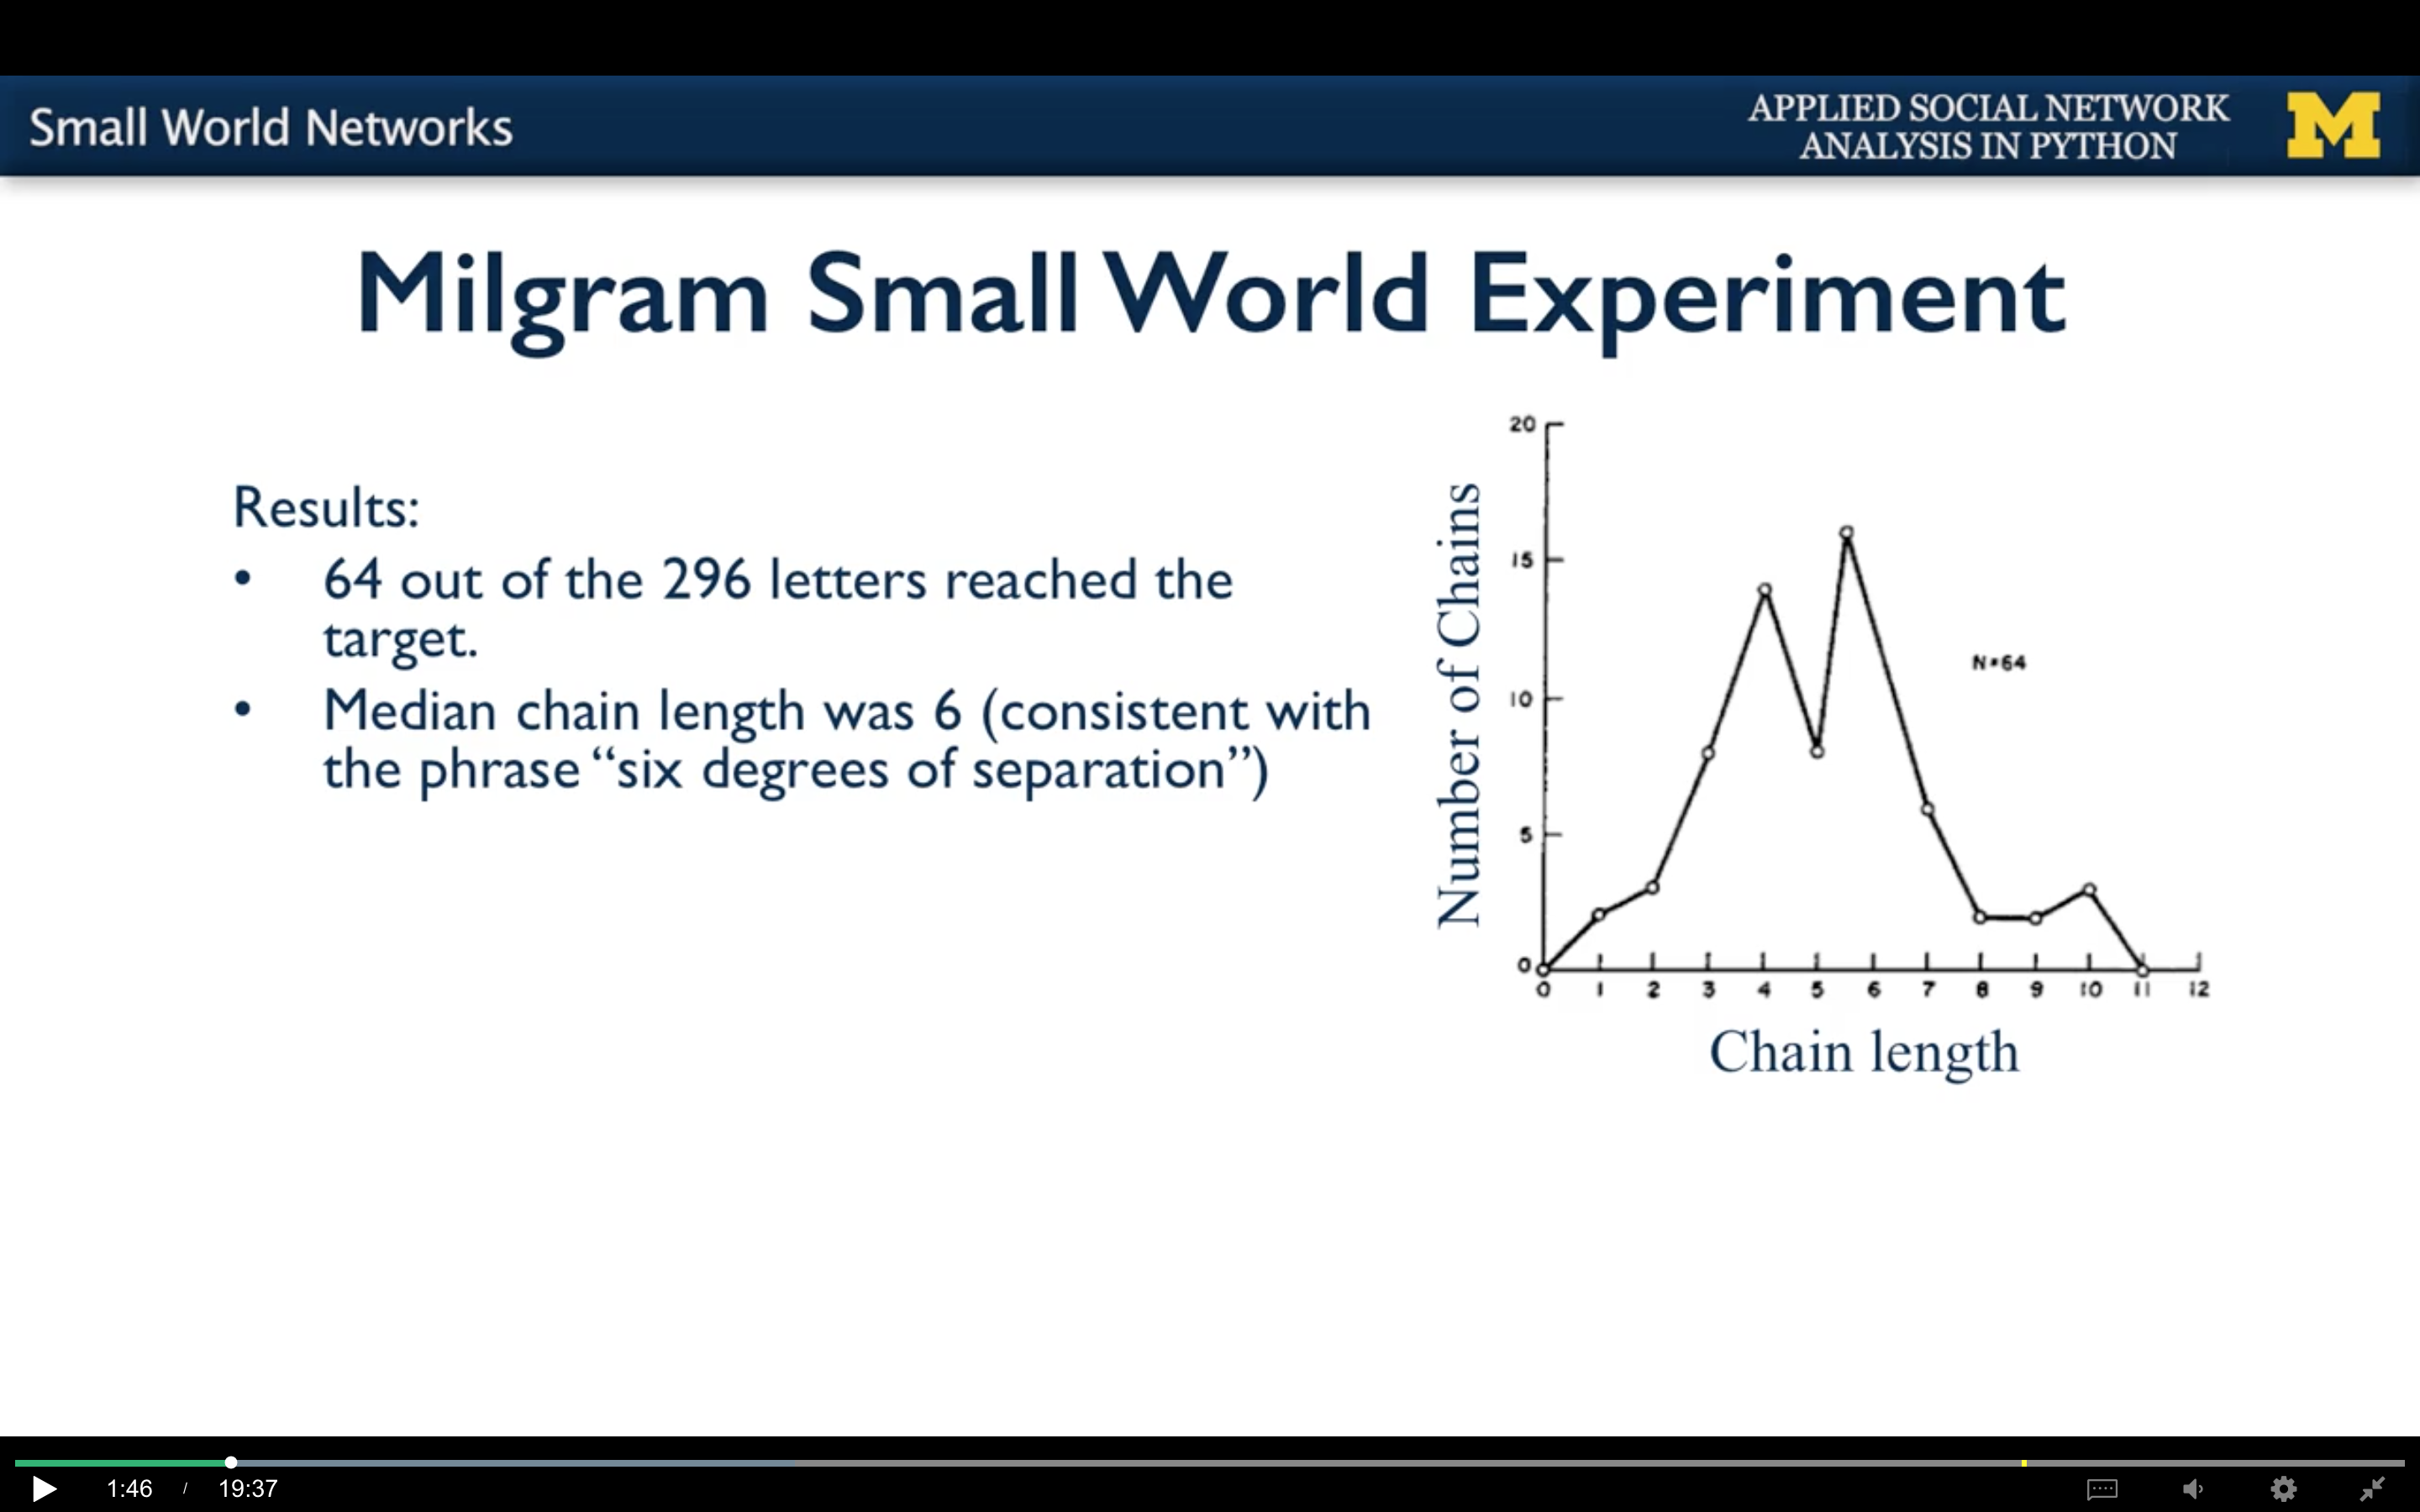 Small World Networks
APPLIED SOCIAL NETWORK
ANALYSIS IN PYTHON
M
Milgram Small World Experiment
Results:
• 64 out of the 296 letters reached the
target.
• Median chain length was 6 (consistent with
the phrase “six degrees of separation”)
Number of Chains
20
15
10
5
0
N=64
0 1 2 3 4 5 6 7 8 9 10 11 12
Chain length
1:46 / 19:37